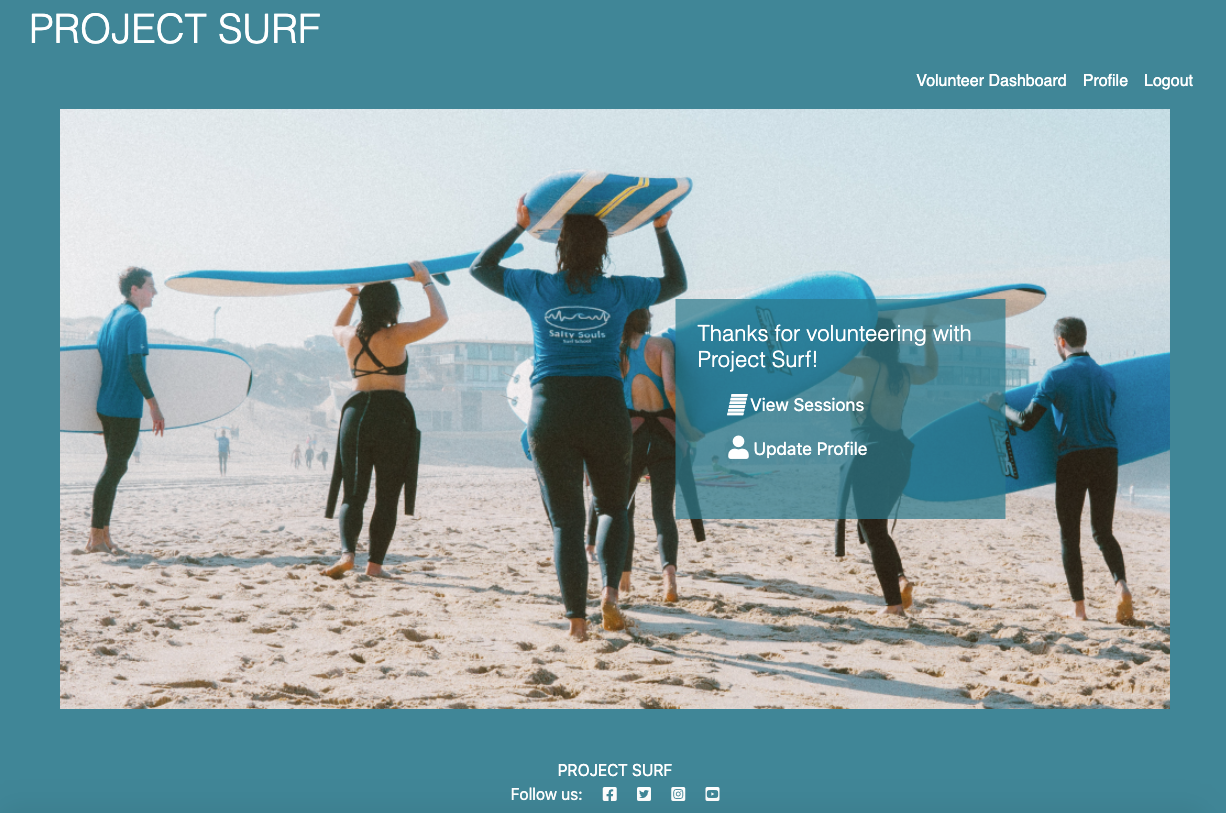 PROJECT SURF
Volunteer Dashboard Profile Logout
Salty Souls
Surf School
Thanks for volunteering with
Project Surf!
View Sessions
Update Profile
PROJECT SURF
Follow us: